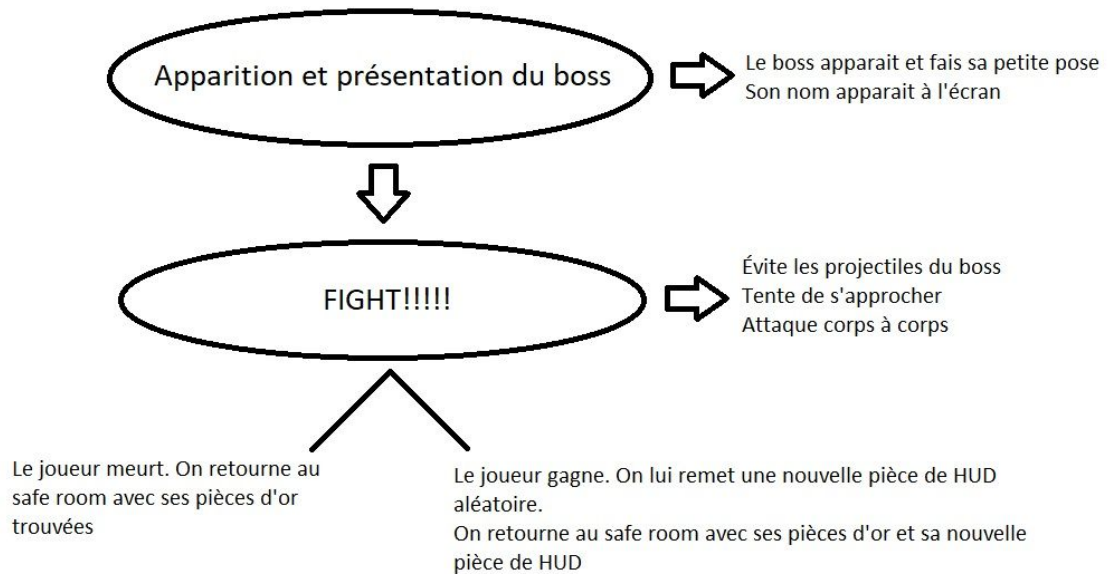 Apparition et présentation du boss
Le boss apparait et fais sa petite pose
Son nom apparait à l'écran
FIGHT!!!!!
Évite les projectiles du boss
Tente de s'approcher
Attaque corps à corps
Le joueur meurt. On retourne au
safe room avec ses pièces d'or
trouvées
Le joueur gagne. On lui remet une nouvelle pièce de HUD
aléatoire.
On retourne au safe room avec ses pièces d'or et sa nouvelle
pièce de HUD